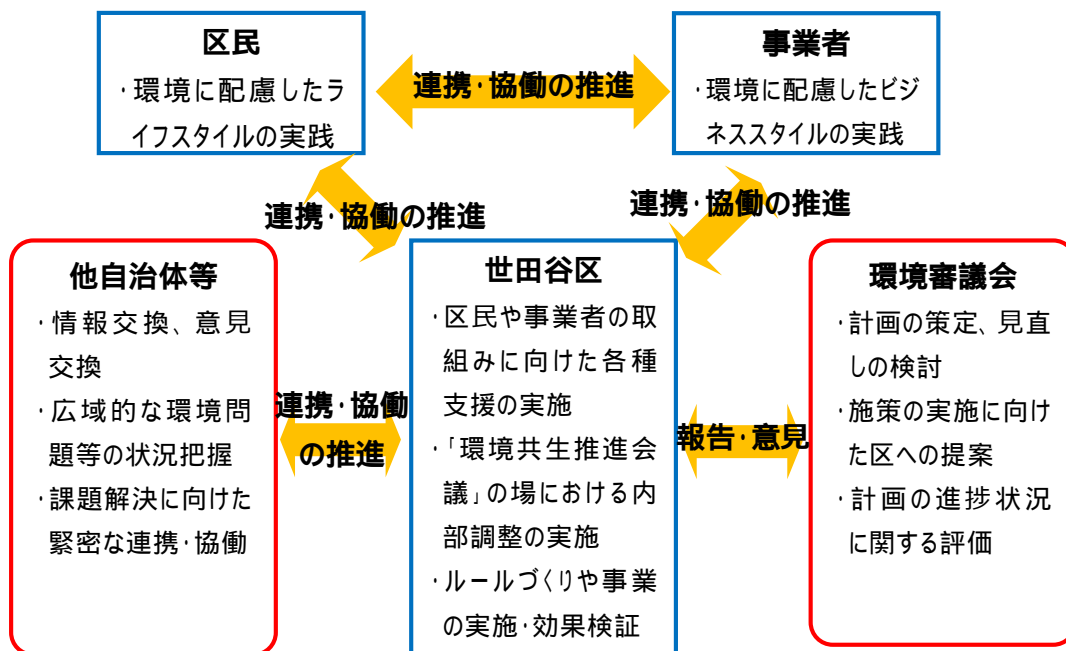 区民
・環境に配慮したラ
イフスタイルの実践
連携・協働の推進
事業者
・環境に配慮したビジ
ネススタイルの実践
連携・協働の推進
連携・協働の推進
他自治体等
・情報交換、意見
交換
・広域的な環境問
題等の状況把握
・課題解決に向けた
緊密な連携・協働
連携・協働
の推進
世田谷区
・区民や事業者の取
組みに向けた各種
支援の実施
・「環境共生推進会
議」の場における内
部調整の実施
・ルールづくりや事業
の実施・効果検証
報告・意見
環境審議会
・計画の策定、見直
しの検討
・施策の実施に向け
た区への提案
・計画の進捗状況
に関する評価